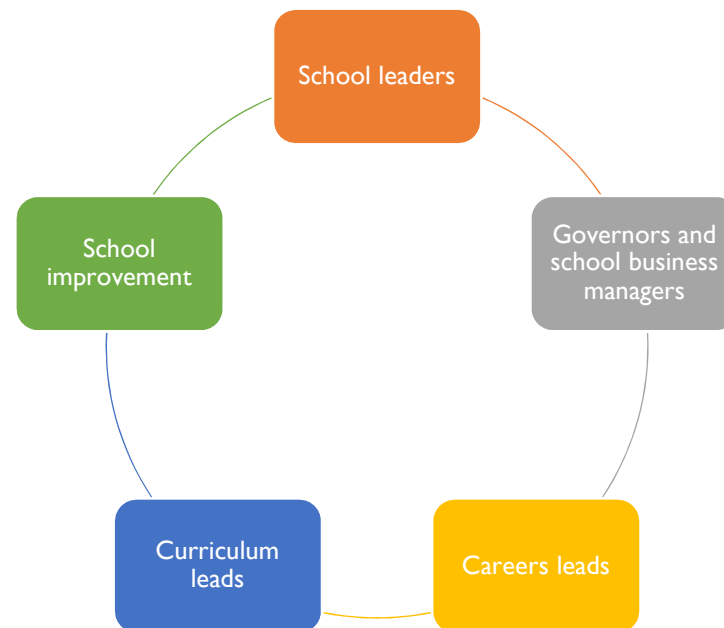 School leaders
Governors and
school business
managers
Careers leads
Curriculum
leads
School
improvement